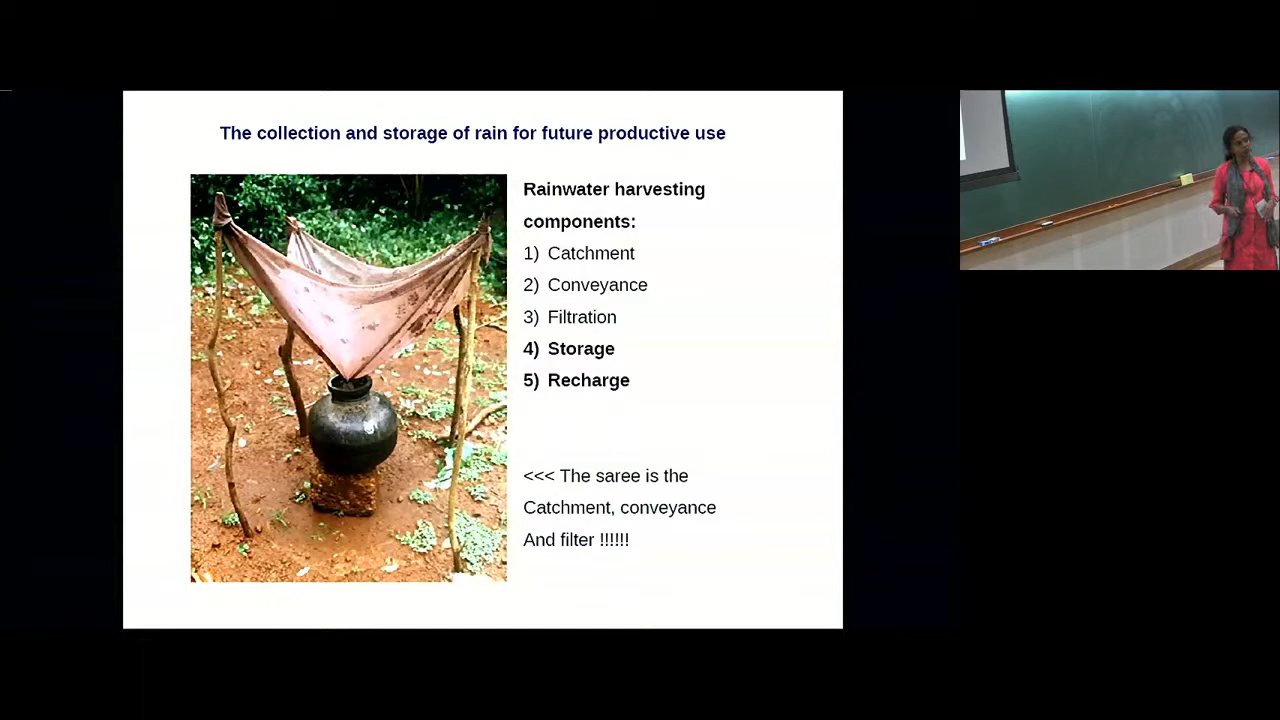 The collection and storage of rain for future productive use
Rainwater harvesting
components:
1) Catchment
2) Conveyance
3) Filtration
4) Storage
5) Recharge
<<< The saree is the
Catchment, conveyance
And filter !!!!!!